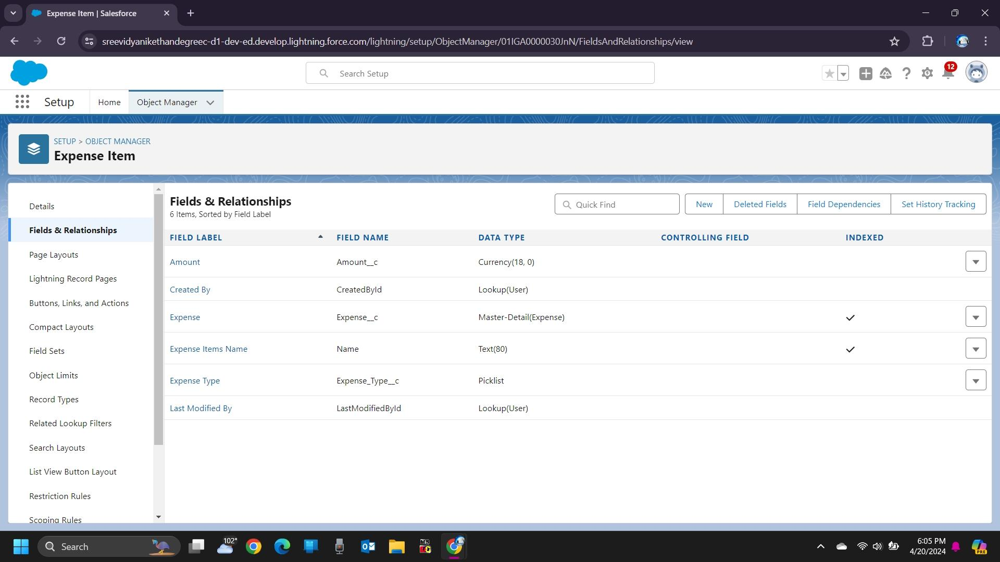 Expense Item | Salesforce
sreevidyanikethandegreec-d1-dev-ed.develop.lightning.force.com/lightning/setup/ObjectManager/01IGA0000030JnN/FieldsAndRelationships/view
Search Setup
12
Setup
Home
Object Manager
SETUP > OBJECT MANAGER
Expense Item
Details
Fields & Relationships
Page Layouts
Lightning Record Pages
Buttons, Links, and Actions
Compact Layouts
Field Sets
Object Limits
Record Types
Related Lookup Filters
Search Layouts
List View Button Layout
Restriction Rules
Scoping Rules
Fields & Relationships
6 Items, Sorted by Field Label
Quick Find
New
Deleted Fields
Field Dependencies
Set History Tracking
FIELD LABEL FIELD NAME DATA TYPE CONTROLLING FIELD INDEXED
Amount Amount__c Currency(18, 0)
Created By CreatedById Lookup(User)
Expense Expense__c Master-Detail(Expense)
Expense Items Name Name Text(80)
Expense Type Expense_Type__c Picklist
Last Modified By LastModifiedById Lookup(User)
Search
102°
MS
PRE
6:05 PM
4/20/2024